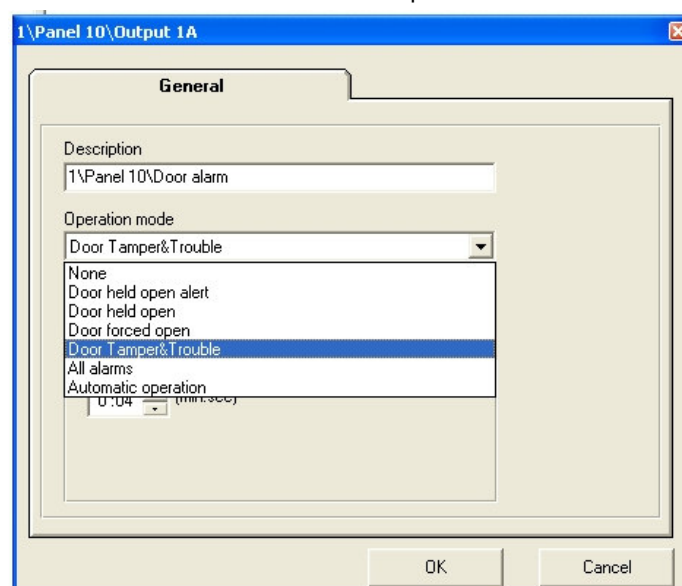 1\Panel 10\Output 1A
General
Description
1\Panel 10\Door alarm
Operation mode
Door Tamper&Trouble
None
Door held open alert
Door held open
Door forced open
Door Tamper&Trouble
All alarms
Automatic operation
0 :04 (min:sec)
OK Cancel